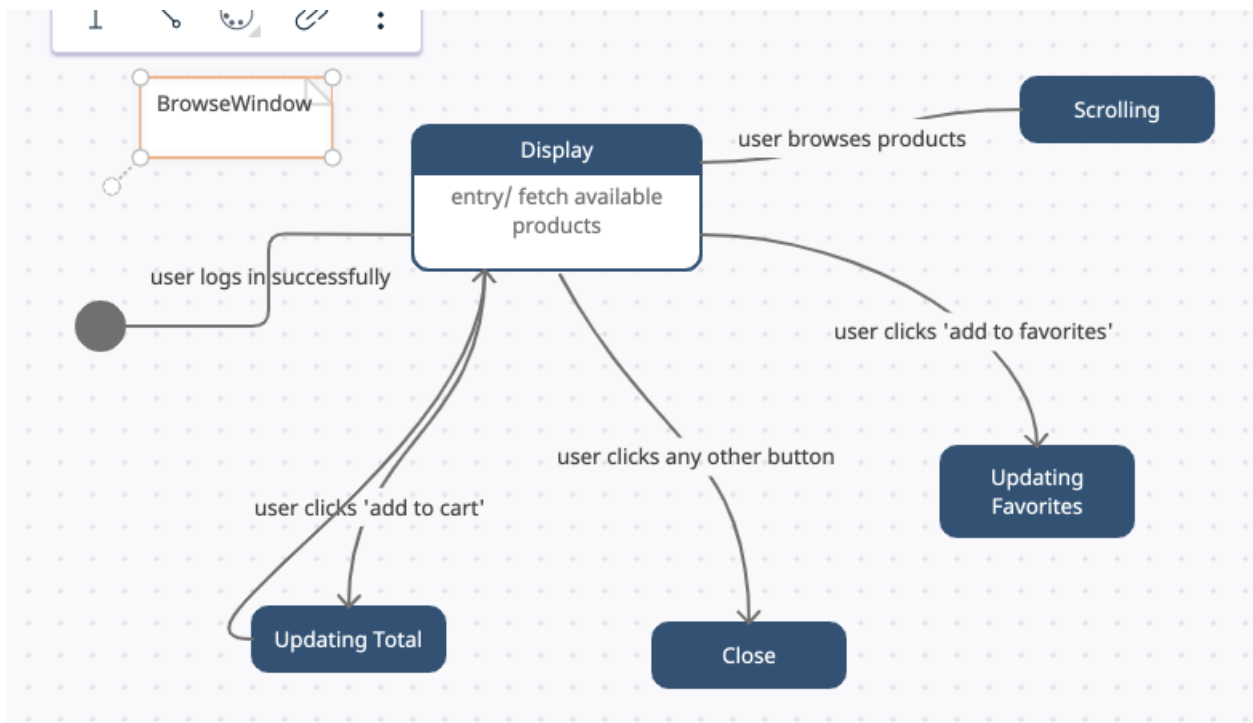 BrowseWindow
Display
entry/ fetch available
products
user browses products
Scrolling
user logs in successfully
user clicks 'add to favorites'
user clicks any other button
user clicks 'add to cart'
Updating
Favorites
Updating Total
Close